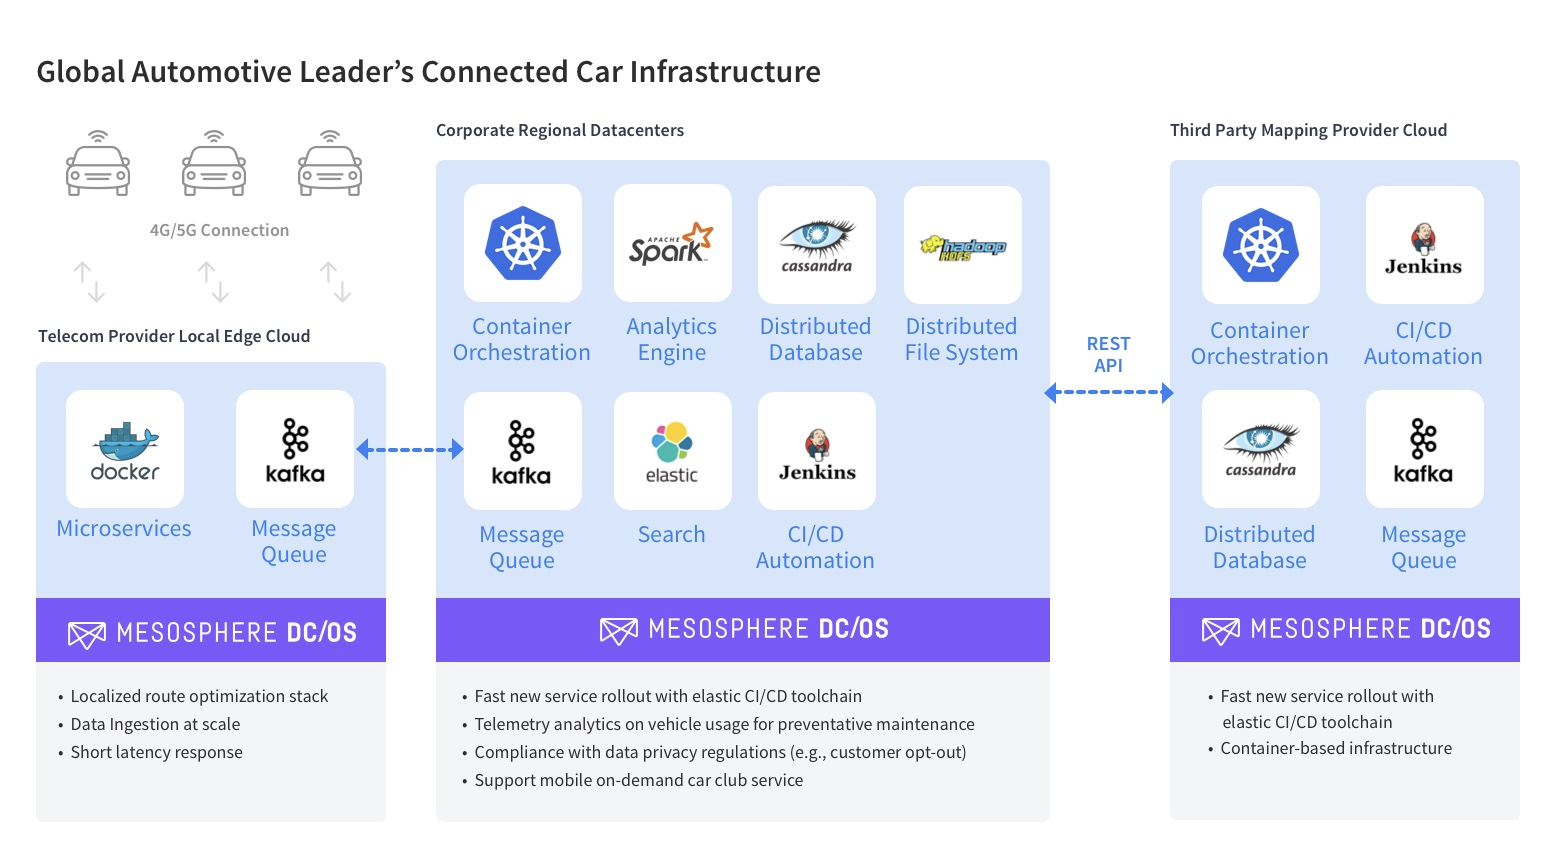 Global Automotive Leader’s Connected Car Infrastructure
4G/5G Connection
Telecom Provider Local Edge Cloud
docker
Microservices
kafka
Message
Queue
MESOSPHERE DC/OS
• Localized route optimization stack
• Data Ingestion at scale
• Short latency response
Corporate Regional Datacenters
Container
Orchestration
APACHE
Spark
Analytics
Engine
cassandra
Distributed
Database
hadoop
HDFS
Distributed
File System
kafka
Message
Queue
elastic
Search
Jenkins
CI/CD
Automation
MESOSPHERE DC/OS
• Fast new service rollout with elastic CI/CD toolchain
• Telemetry analytics on vehicle usage for preventative maintenance
• Compliance with data privacy regulations (e.g., customer opt-out)
• Support mobile on-demand car club service
REST
API
Third Party Mapping Provider Cloud
Container
Orchestration
Jenkins
CI/CD
Automation
cassandra
Distributed
Database
kafka
Message
Queue
MESOSPHERE DC/OS
• Fast new service rollout with
elastic CI/CD toolchain
• Container-based infrastructure